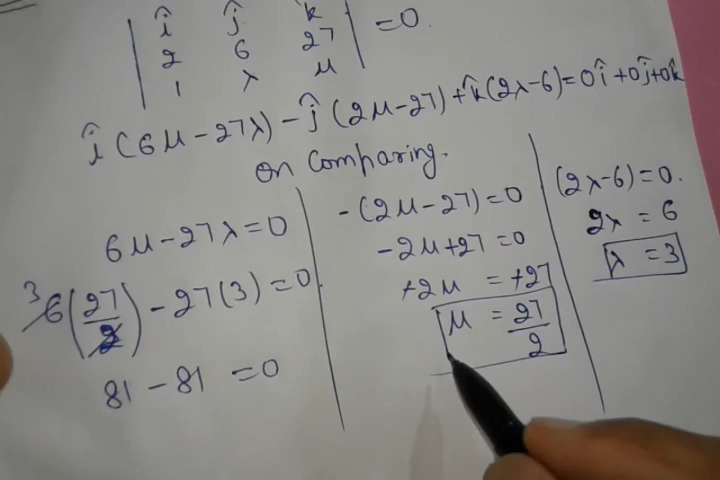 | î ĵ k̂ |
| 2 6 27 | = 0.
| 1 λ μ |
î (6μ - 27λ) - ĵ (2μ - 27) + k̂ (2λ - 6) = 0î + 0ĵ + 0k̂
on comparing.
6μ - 27λ = 0
3 6(27/2) - 27(3) = 0
81 - 81 = 0
-(2μ - 27) = 0
-2μ + 27 = 0
+2μ = +27
μ = 27/2
(2λ - 6) = 0.
2λ = 6
λ = 3